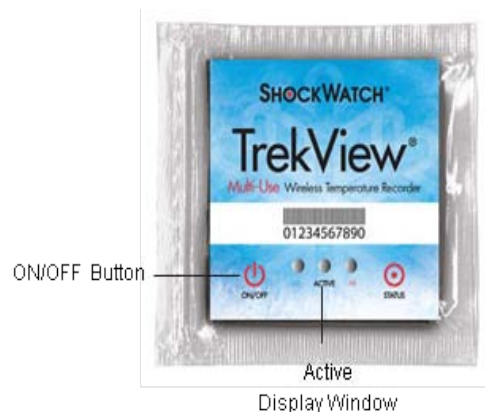 SHOCKWATCH®
TrekView®
Multi-Use Wireless Temperature Recorder
01234567890
ON/OFF Button
ON/OFF
ACTIVE
STATUS
Active
Display Window